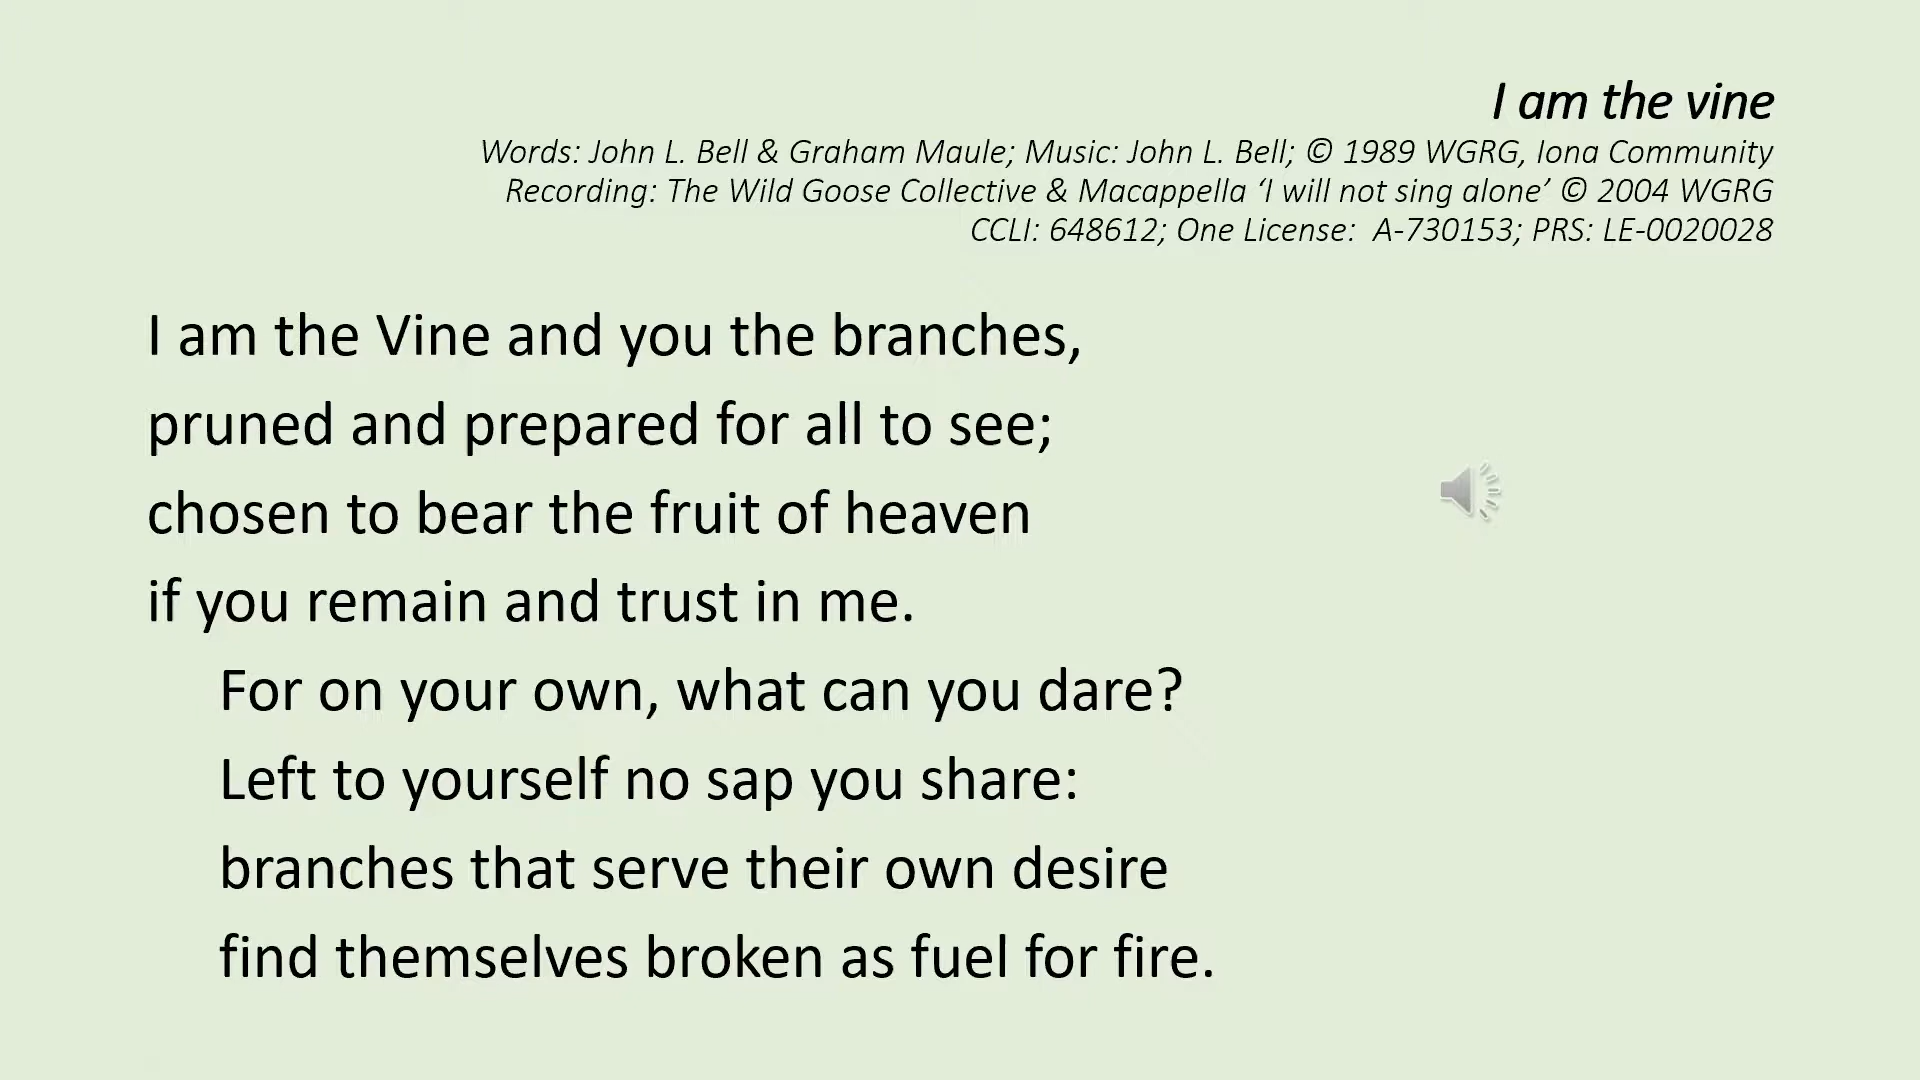 I am the vine
Words: John L. Bell & Graham Maule; Music: John L. Bell; © 1989 WGRG, Iona Community
Recording: The Wild Goose Collective & Macappella ‘I will not sing alone’ © 2004 WGRG
CCLI: 648612; One License:  A-730153; PRS: LE-0020028
I am the Vine and you the branches,
pruned and prepared for all to see;
chosen to bear the fruit of heaven
if you remain and trust in me.
For on your own, what can you dare?
Left to yourself no sap you share:
branches that serve their own desire
find themselves broken as fuel for fire.